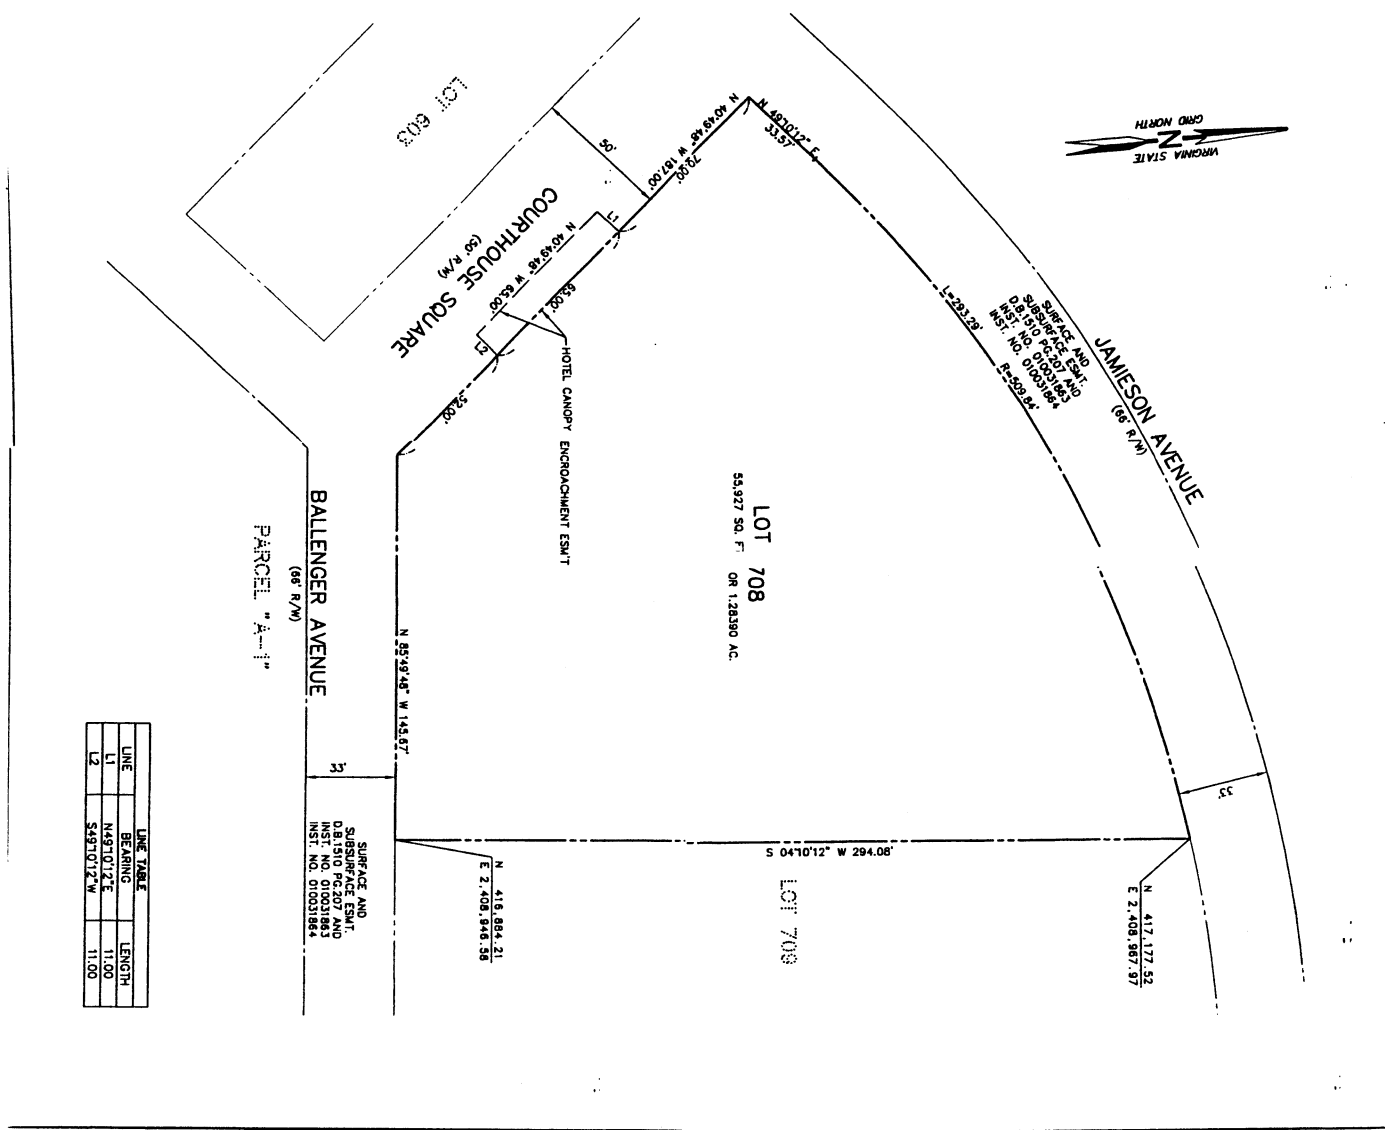 LOT 603
N 40°49'48" W 187.00'
70.00'
N 49°10'12" E
33.57'
50'
VIRGINIA STATE
GRID NORTH
N
COURTHOUSE SQUARE
(50' R/W)
L1
N 40°49'48" W 65.00'
65.00'
L2
52.00'
HOTEL CANOPY ENCROACHMENT ESM'T
L=293.29'
R=509.84'
SURFACE AND
SUBSURFACE ESMT.
D.B.1510 PG.207 AND
INST. NO. 010031863
INST. NO. 010031864
JAMIESON AVENUE
(66' R/W)
LOT 708
55,927 SQ. F OR 1.28390 AC.
BALLENGER AVENUE
(66' R/W)
PARCEL "A-1"
N 85°49'48" W 145.67'
33'
33'
S 04°10'12" W 294.08'
SURFACE AND
SUBSURFACE ESMT.
D.B.1510 PG.207 AND
INST. NO. 010031863
INST. NO. 010031864
N 416,884.21
E 2,408,946.58
LOT 709
N 417,177.52
E 2,408,967.97
LINE TABLE
LINE BEARING LENGTH
L1 N49°10'12"E 11.00
L2 S49°10'12"W 11.00